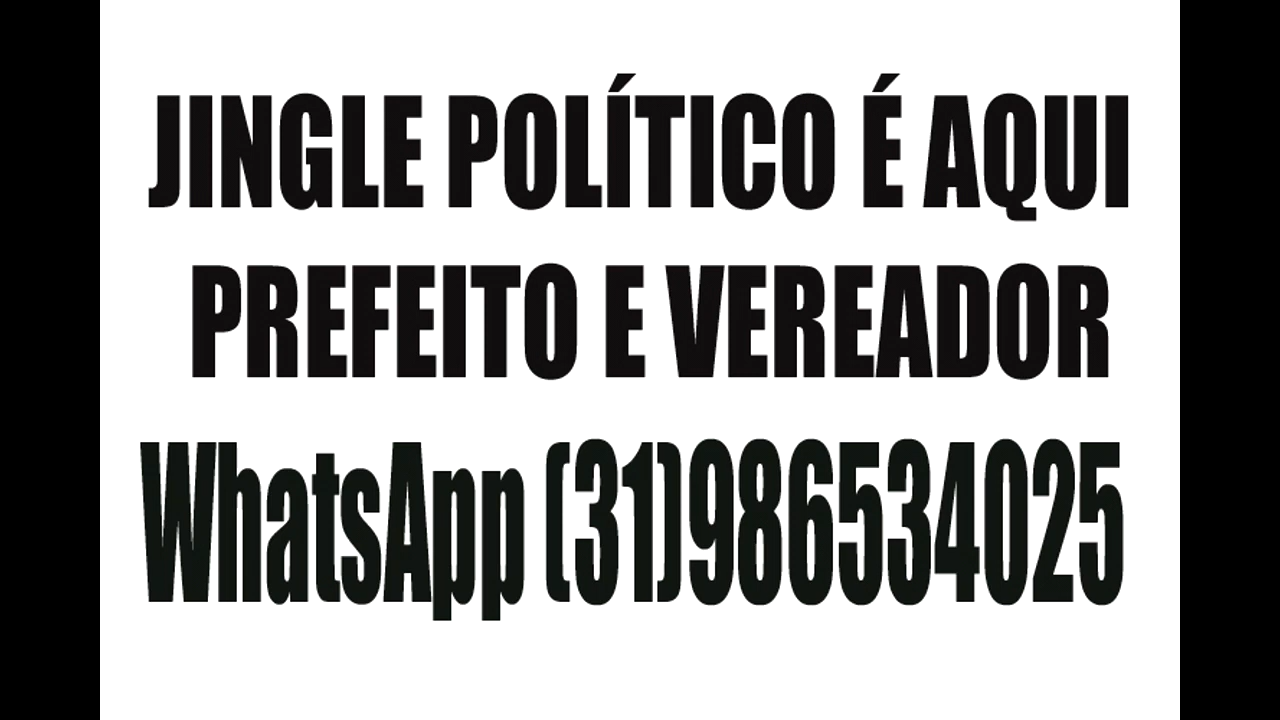 JINGLE POLÍTICO É AQUI
PREFEITO E VEREADOR
WhatsApp (31)986534025